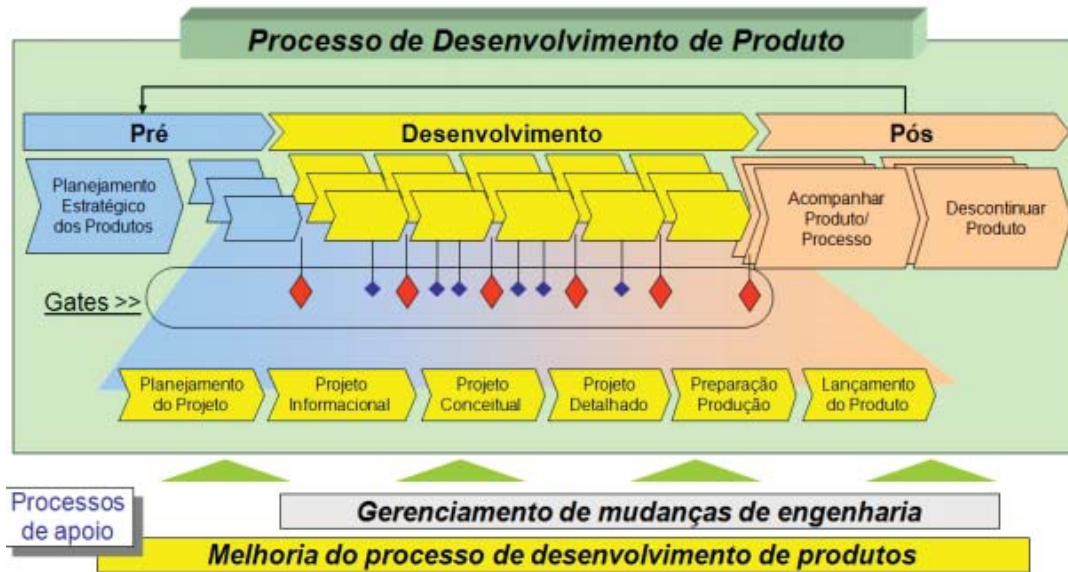 Processo de Desenvolvimento de Produto
Pré
Desenvolvimento
Pós
Planejamento
Estratégico
dos Produtos
Acompanhar
Produto/
Processo
Descontinuar
Produto
Gates >>
Planejamento
do Projeto
Projeto
Informacional
Projeto
Conceitual
Projeto
Detalhado
Preparação
Produção
Lançamento
do Produto
Processos
de apoio
Gerenciamento de mudanças de engenharia
Melhoria do processo de desenvolvimento de produtos